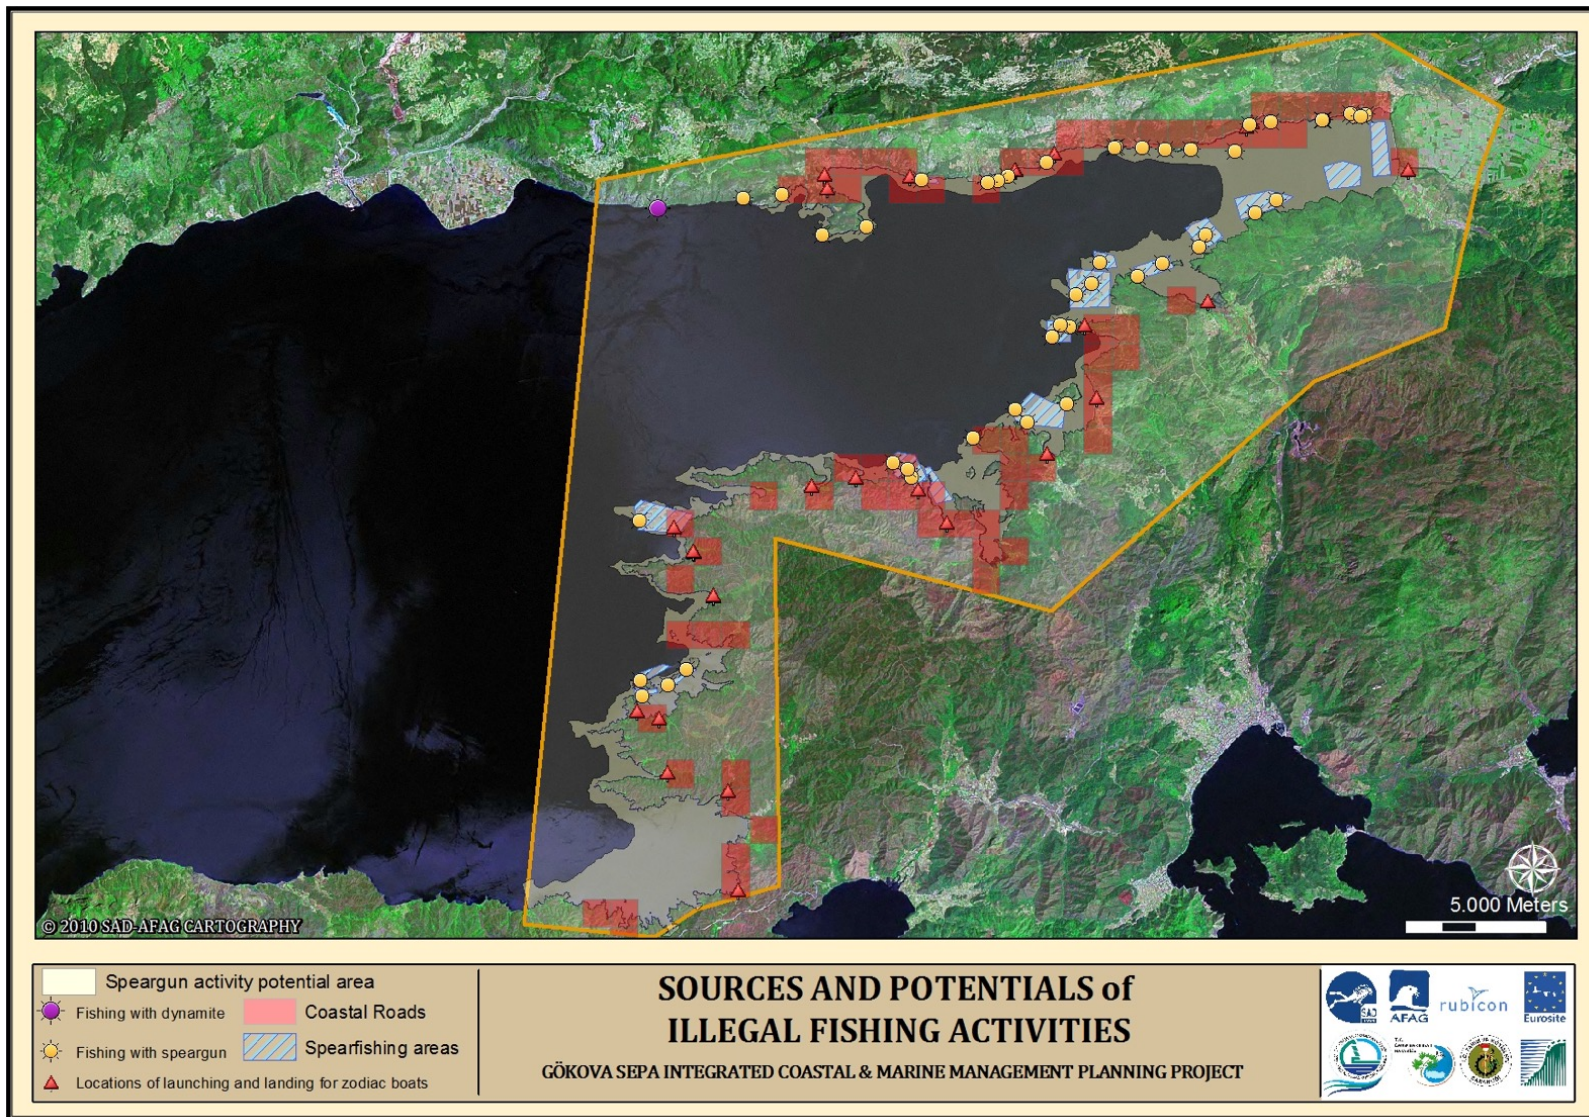 5.000 Meters
© 2010 SAD-AFAG CARTOGRAPHY
Speargun activity potential area
Fishing with dynamite
Coastal Roads
Fishing with speargun
Spearfishing areas
Locations of launching and landing for zodiac boats
SOURCES AND POTENTIALS of
ILLEGAL FISHING ACTIVITIES
GÖKOVA SEPA INTEGRATED COASTAL & MARINE MANAGEMENT PLANNING PROJECT
SAD
AFAG
rubicon
Eurosite